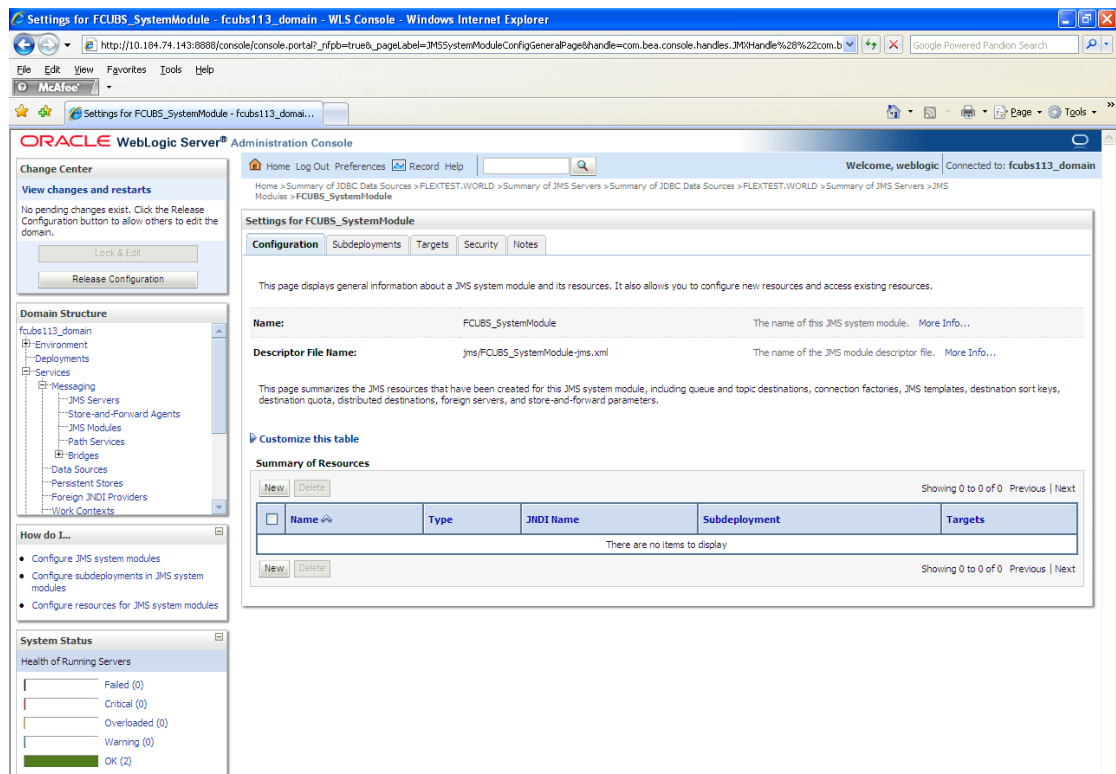 Settings for FCUBS_SystemModule - fcubs113_domain - WLS Console - Windows Internet Explorer
http://10.184.74.143:8888/console/console.portal?_nfpb=true&_pageLabel=JMSSystemModuleConfigGeneralPage&handle=com.bea.console.handles.JMXHandle%28%22com.b
Google Powered Pandion Search
File Edit View Favorites Tools Help
McAfee
Settings for FCUBS_SystemModule - fcubs113_domai...
Page Tools
ORACLE WebLogic Server® Administration Console
Change Center
View changes and restarts
No pending changes exist. Click the Release
Configuration button to allow others to edit the
domain.
Lock & Edit
Release Configuration
Domain Structure
fcubs113_domain
Environment
Deployments
Services
Messaging
JMS Servers
Store-and-Forward Agents
JMS Modules
Path Services
Bridges
Data Sources
Persistent Stores
Foreign JNDI Providers
Work Contexts
How do I...
Configure JMS system modules
Configure subdeployments in JMS system
modules
Configure resources for JMS system modules
System Status
Health of Running Servers
Failed (0)
Critical (0)
Overloaded (0)
Warning (0)
OK (2)
Home Log Out Preferences Record Help
Welcome, weblogic Connected to: fcubs113_domain
Home >Summary of JDBC Data Sources >FLEXTEST.WORLD >Summary of JMS Servers >Summary of JDBC Data Sources >FLEXTEST.WORLD >Summary of JMS Servers >JMS
Modules >FCUBS_SystemModule
Settings for FCUBS_SystemModule
Configuration Subdeployments Targets Security Notes
This page displays general information about a JMS system module and its resources. It also allows you to configure new resources and access existing resources.
Name: FCUBS_SystemModule The name of this JMS system module. More Info...
Descriptor File Name: jms/FCUBS_SystemModule-jms.xml The name of the JMS module descriptor file. More Info...
This page summarizes the JMS resources that have been created for this JMS system module, including queue and topic destinations, connection factories, JMS templates, destination sort keys,
destination quota, distributed destinations, foreign servers, and store-and-forward parameters.
Customize this table
Summary of Resources
New Delete Showing 0 to 0 of 0 Previous | Next
Name Type JNDI Name Subdeployment Targets
There are no items to display
New Delete Showing 0 to 0 of 0 Previous | Next